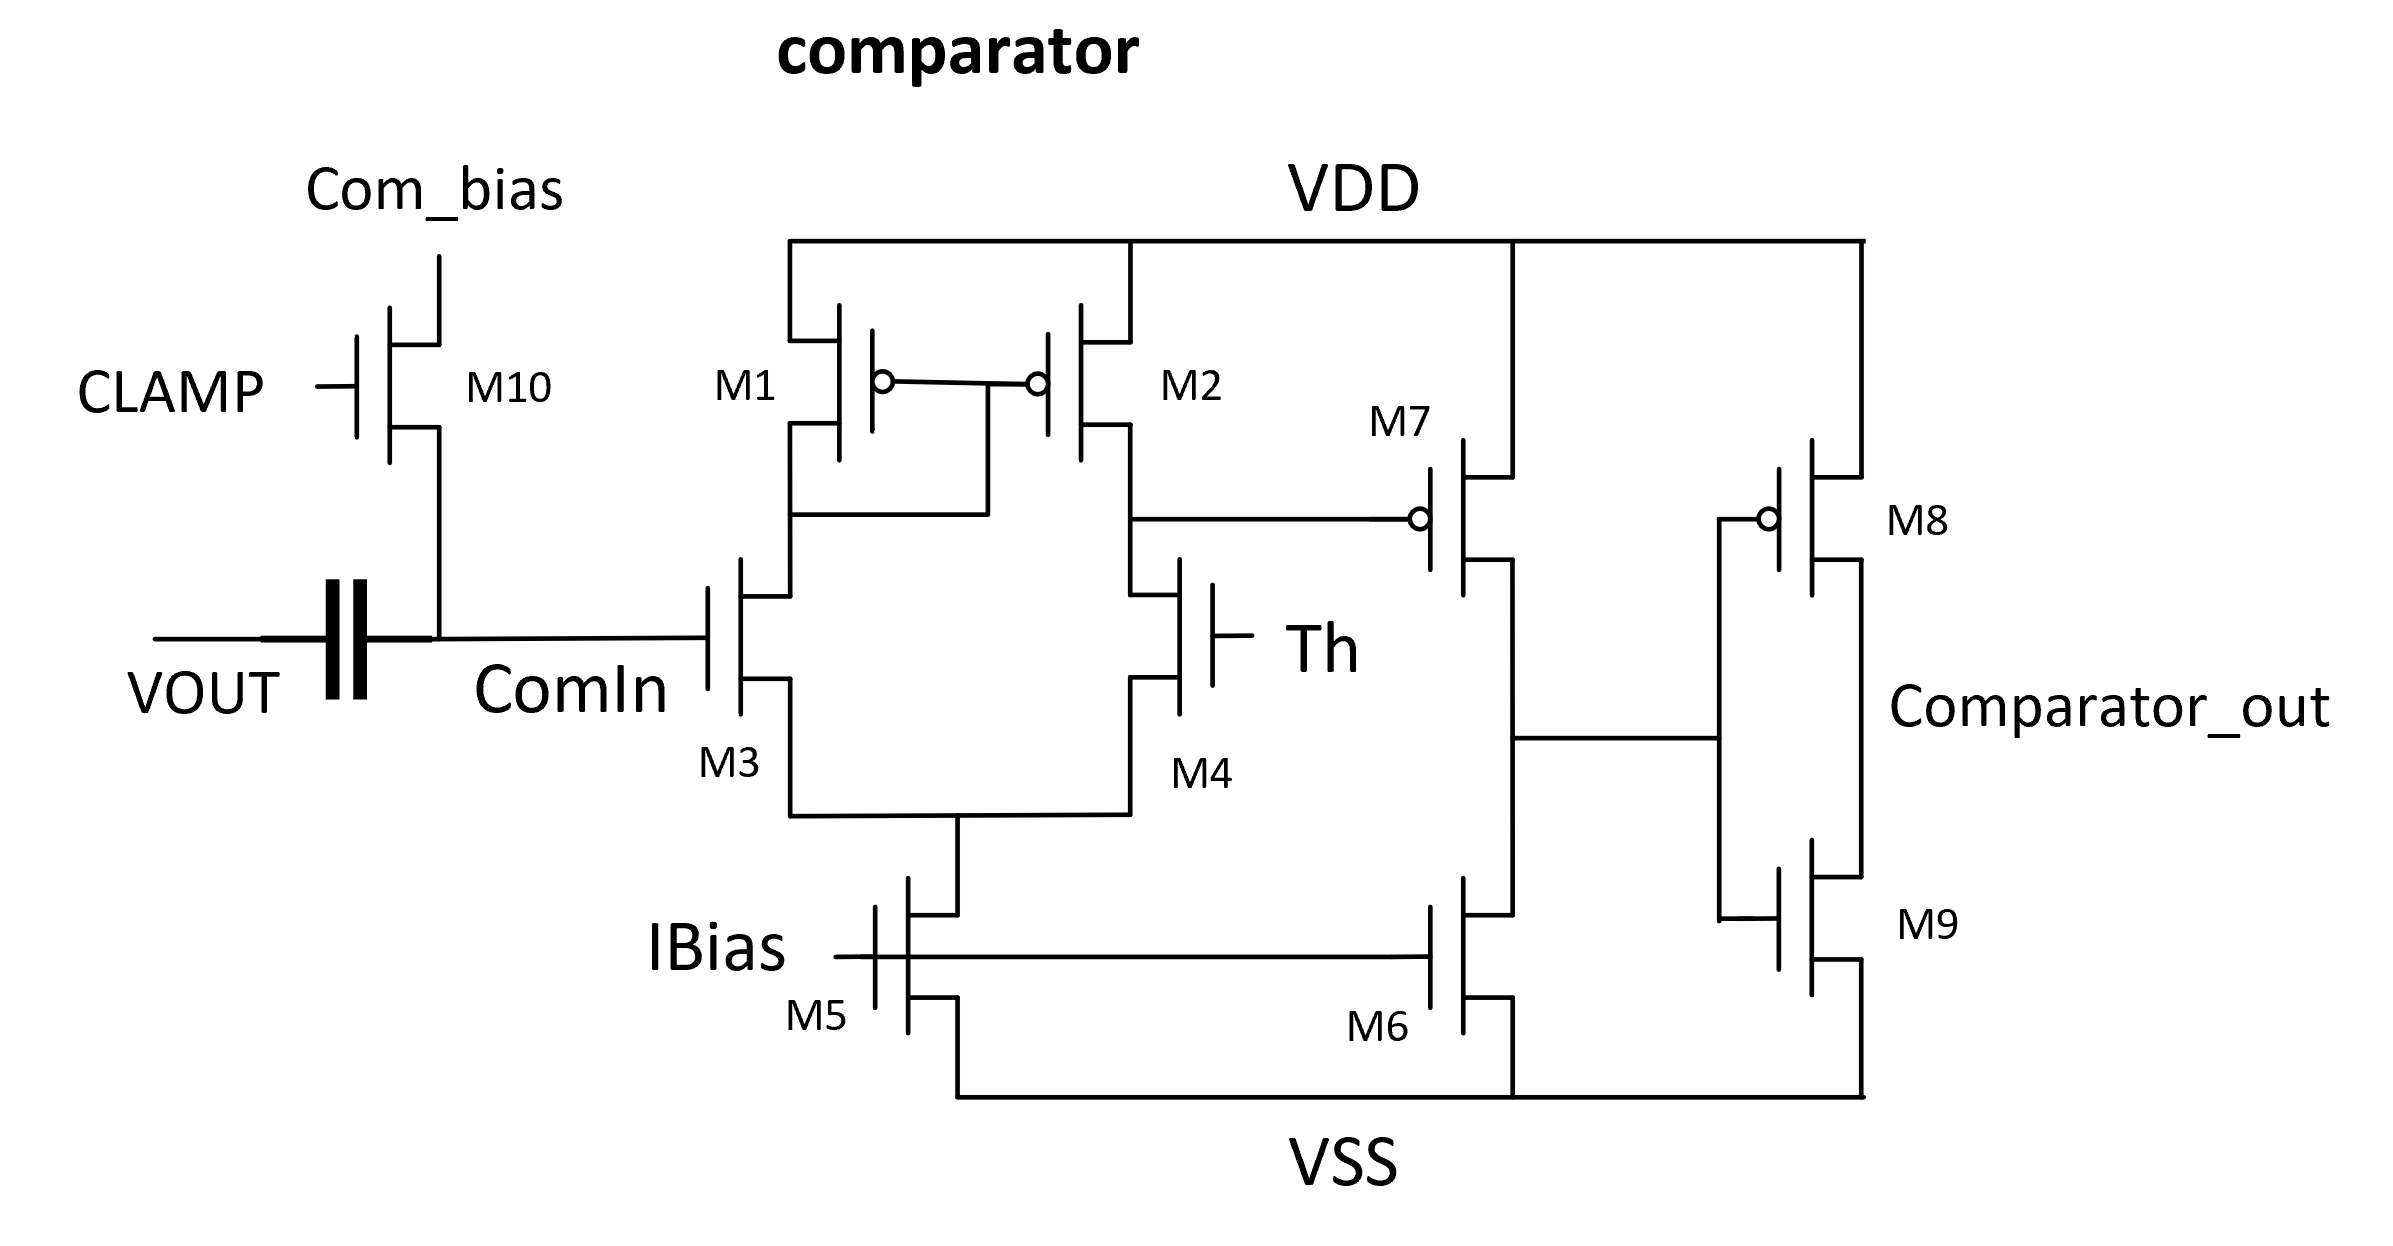 comparator
Com_bias
VDD
CLAMP
M10
M1
M2
M7
M8
VOUT
ComIn
Th
Comparator_out
M3
M4
IBias
M9
M5
M6
VSS